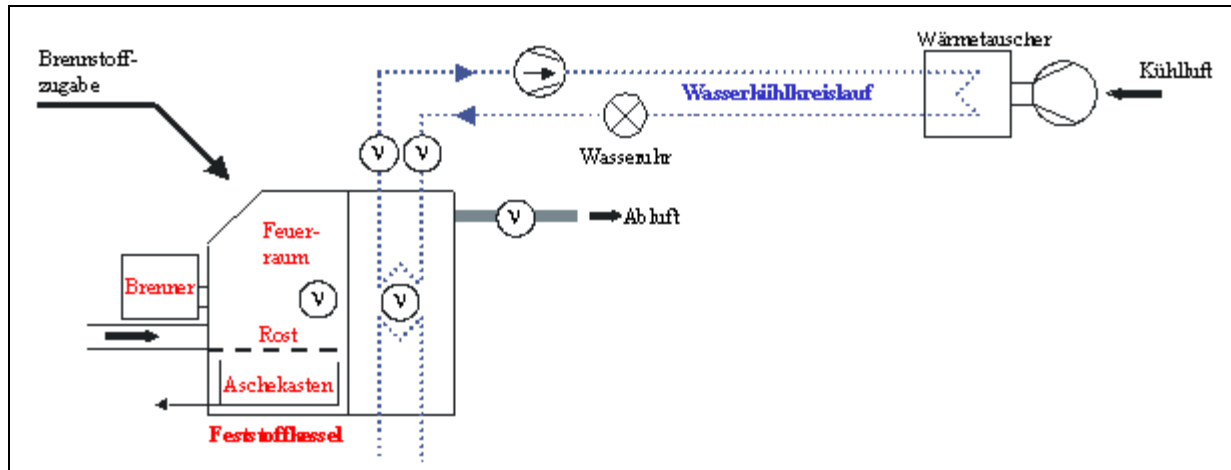 Brennstoff-
zugabe
Wärmetauscher
Kühlluft
Wasserkühlkreislauf
Wasseruhr
ν
ν
ν
Abluft
Feuer-
raum
Brenner
ν
ν
Rost
Aschekasten
Feststoffkessel